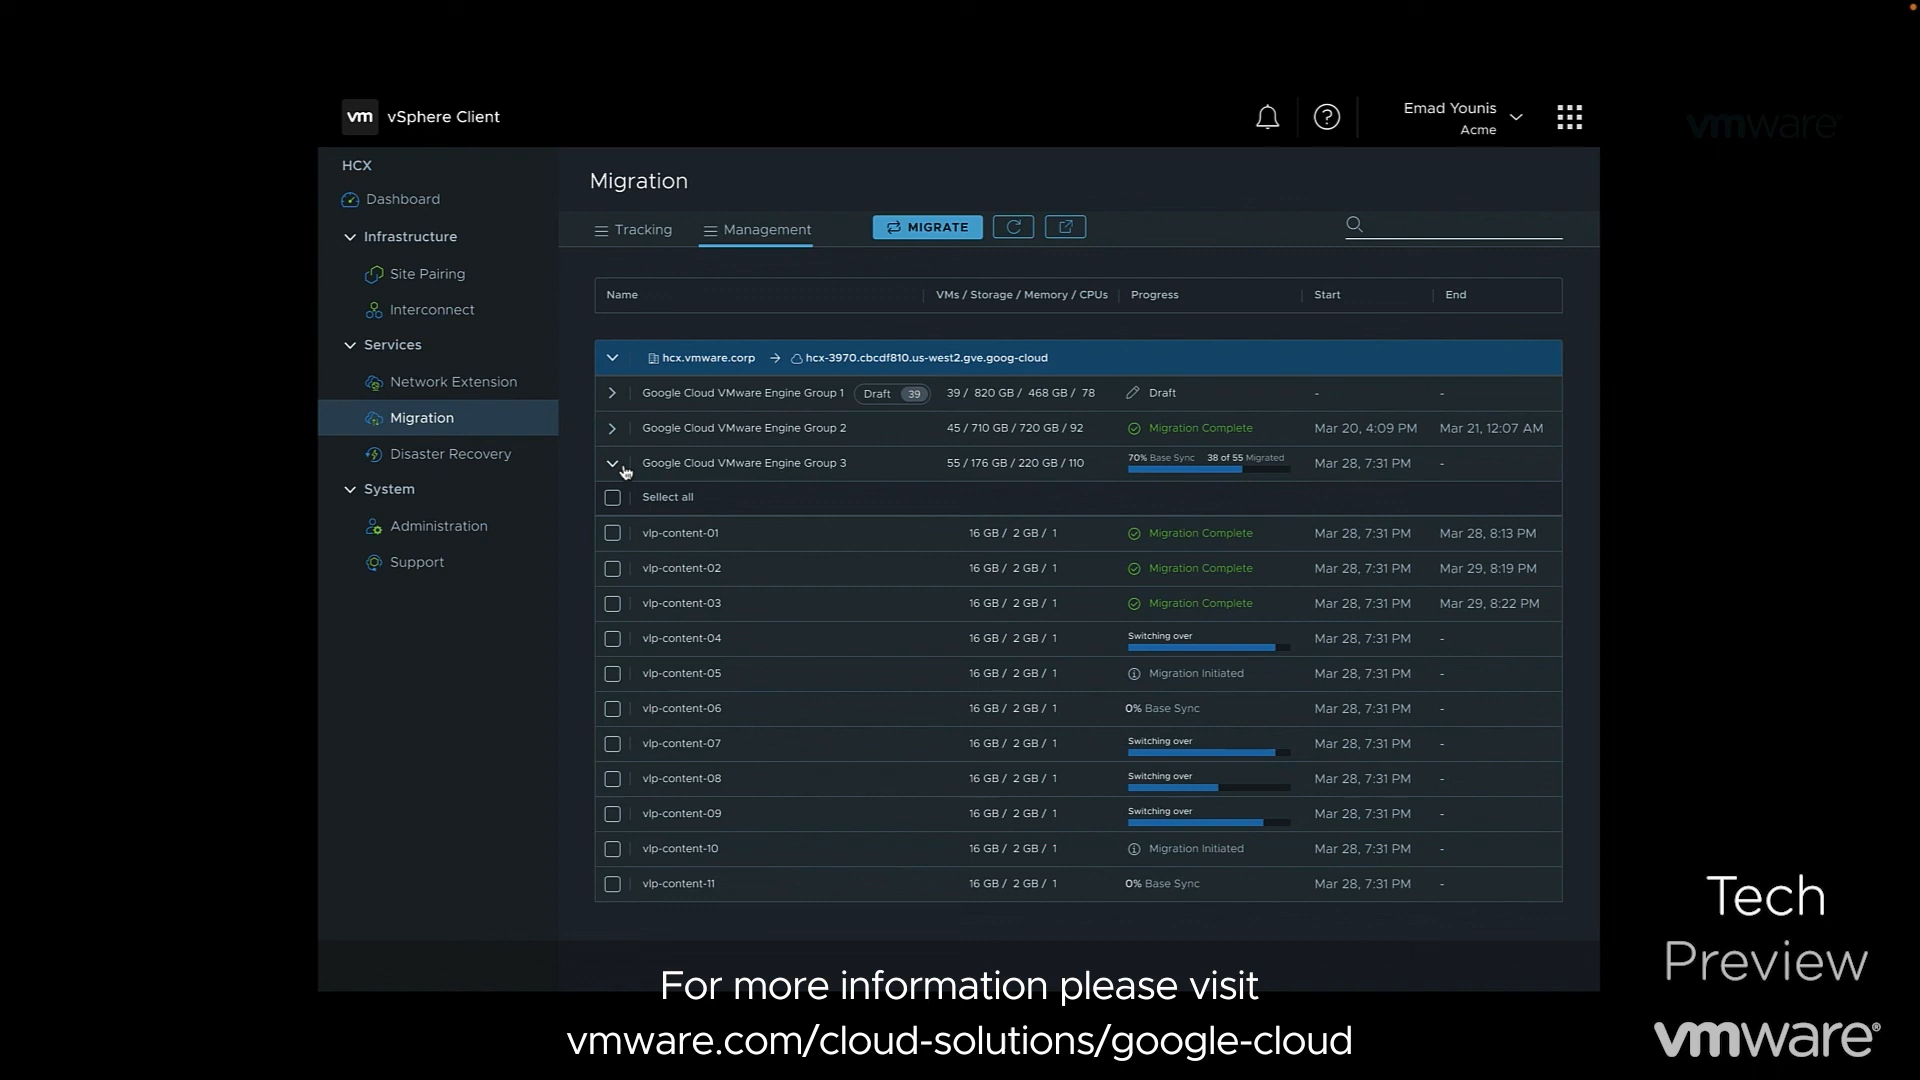 vm vSphere Client
Emad Younis
Acme
vmware
HCX
Dashboard
Infrastructure
Site Pairing
Interconnect
Services
Network Extension
Migration
Disaster Recovery
System
Administration
Support
Migration
Tracking Management MIGRATE
Name VMs / Storage / Memory / CPUs Progress Start End
hcx.vmware.corp → hcx-3970.cbcdf810.us-west2.gve.goog-cloud
Google Cloud VMware Engine Group 1 Draft 39 39 / 820 GB / 468 GB / 78 Draft - -
Google Cloud VMware Engine Group 2 45 / 710 GB / 720 GB / 92 Migration Complete Mar 20, 4:09 PM Mar 21, 12:07 AM
Google Cloud VMware Engine Group 3 55 / 176 GB / 220 GB / 110 70% Base Sync 38 of 55 Migrated Mar 28, 7:31 PM -
Sellect all
vlp-content-01 16 GB / 2 GB / 1 Migration Complete Mar 28, 7:31 PM Mar 28, 8:13 PM
vlp-content-02 16 GB / 2 GB / 1 Migration Complete Mar 28, 7:31 PM Mar 29, 8:19 PM
vlp-content-03 16 GB / 2 GB / 1 Migration Complete Mar 28, 7:31 PM Mar 29, 8:22 PM
vlp-content-04 16 GB / 2 GB / 1 Switching over Mar 28, 7:31 PM -
vlp-content-05 16 GB / 2 GB / 1 Migration Initiated Mar 28, 7:31 PM -
vlp-content-06 16 GB / 2 GB / 1 0% Base Sync Mar 28, 7:31 PM -
vlp-content-07 16 GB / 2 GB / 1 Switching over Mar 28, 7:31 PM -
vlp-content-08 16 GB / 2 GB / 1 Switching over Mar 28, 7:31 PM -
vlp-content-09 16 GB / 2 GB / 1 Switching over Mar 28, 7:31 PM -
vlp-content-10 16 GB / 2 GB / 1 Migration Initiated Mar 28, 7:31 PM -
vlp-content-11 16 GB / 2 GB / 1 0% Base Sync Mar 28, 7:31 PM -
Tech
Preview
For more information please visit
vmware.com/cloud-solutions/google-cloud
vmware®